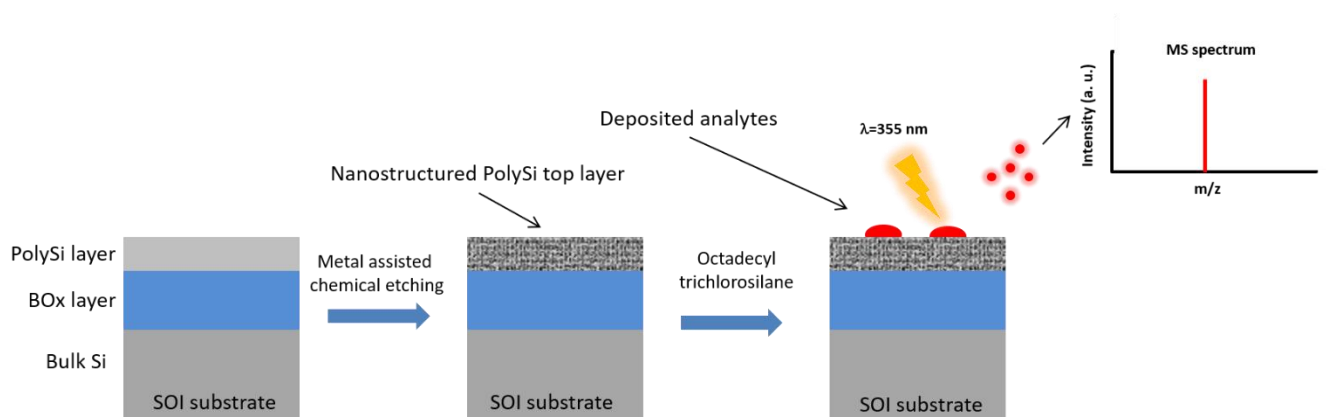 MS spectrum
Intensity (a. u.)
m/z
Deposited analytes
λ=355 nm
Nanostructured PolySi top layer
PolySi layer
BOx layer
Bulk Si
SOI substrate
Metal assisted
chemical etching
SOI substrate
Octadecyl
trichlorosilane
SOI substrate